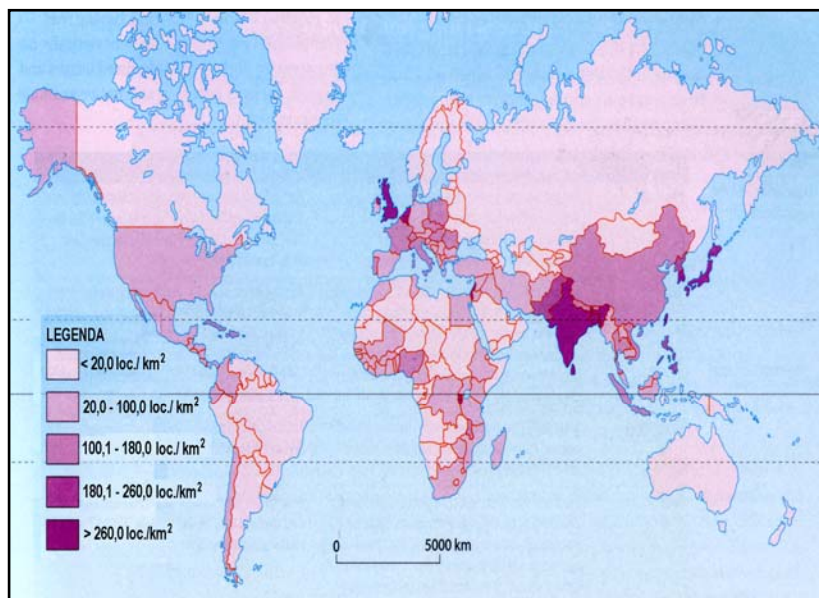 LEGENDA
< 20,0 loc./ km²
20,0 - 100,0 loc./ km²
100,1 - 180,0 loc./ km²
180,1 - 260,0 loc./km²
> 260,0 loc./km²
0 5000 km